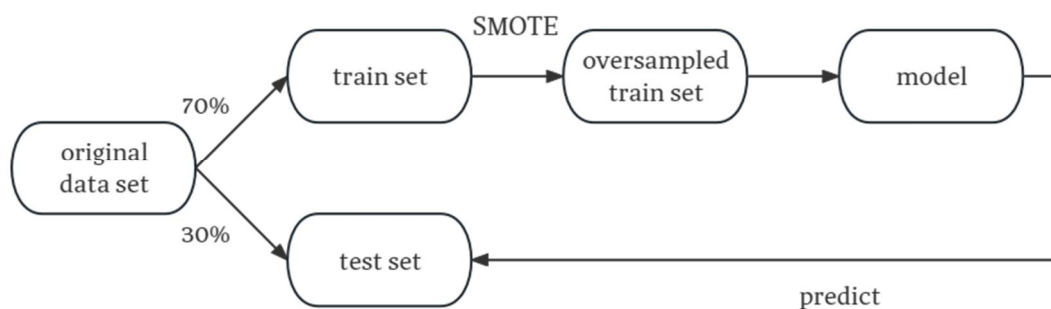 SMOTE
train set
oversampled
train set
model
70%
original
data set
30%
test set
predict